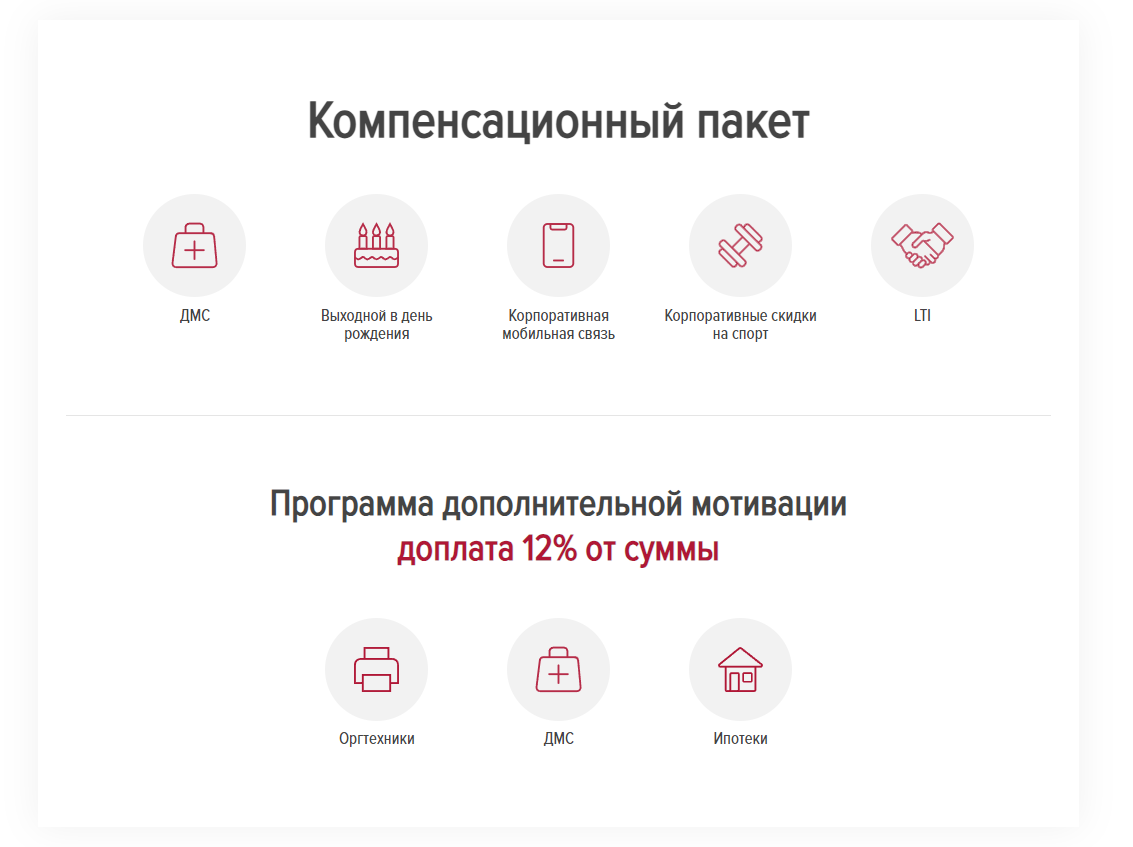 Компенсационный пакет
ДМС
Выходной в день
рождения
Корпоративная
мобильная связь
Корпоративные скидки
на спорт
LTI
Программа дополнительной мотивации
доплата 12% от суммы
Оргтехники
ДМС
Ипотеки